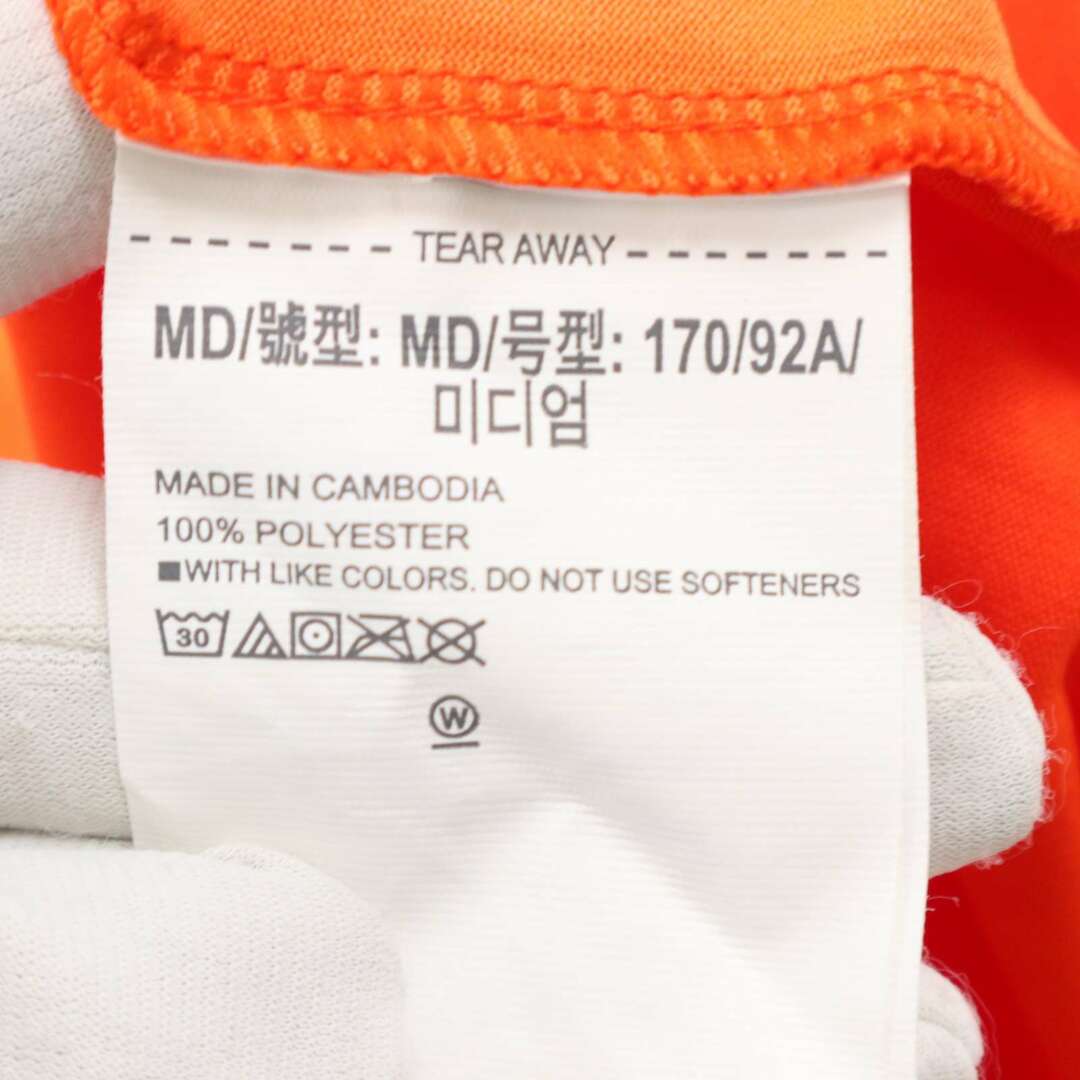 TEAR AWAY
MD/號型: MD/号型: 170/92A/
미디엄
MADE IN CAMBODIA
100% POLYESTER
■WITH LIKE COLORS. DO NOT USE SOFTENERS
30
W